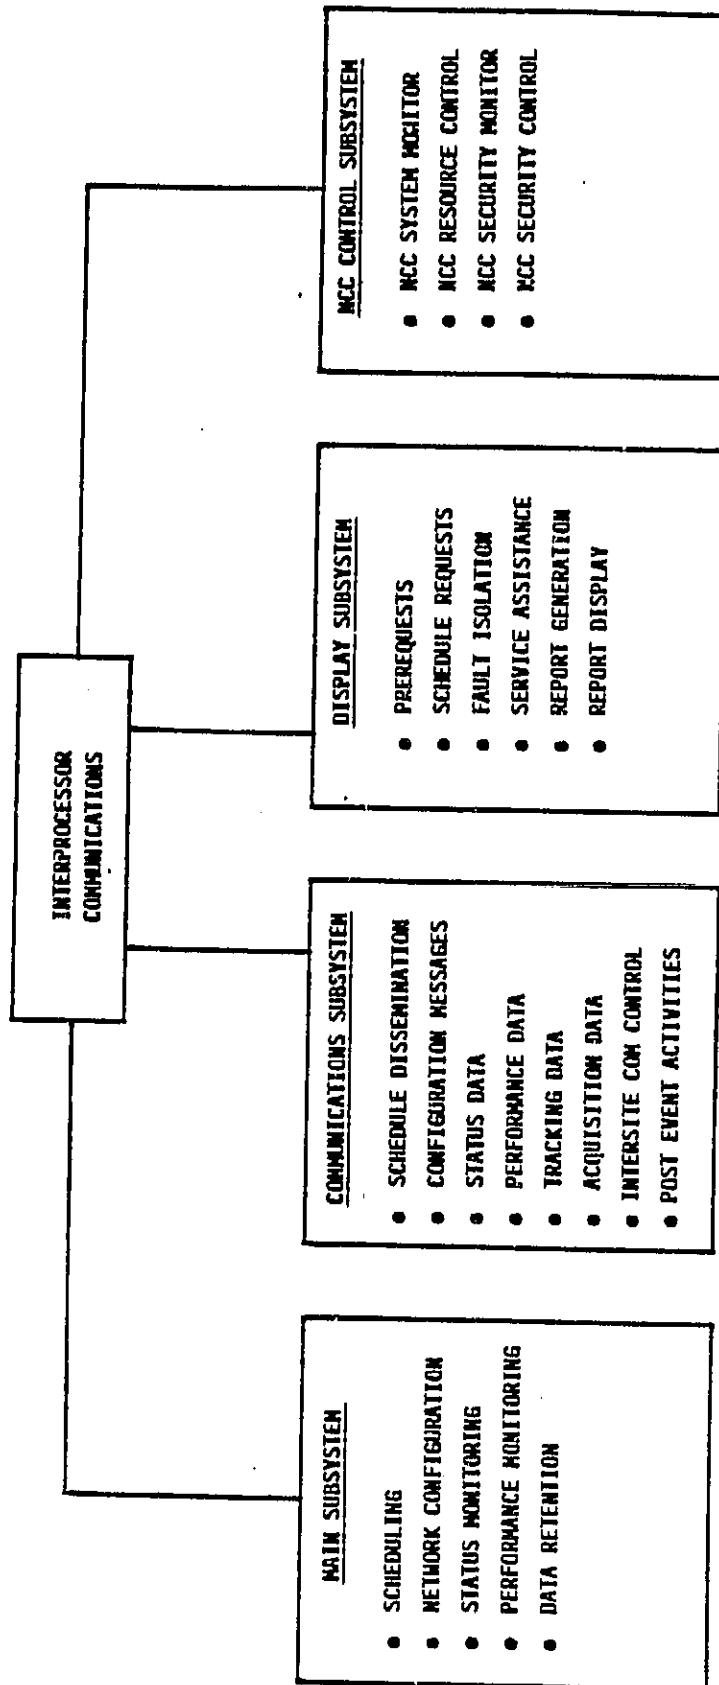 INTERPROCESSOR
COMMUNICATIONS
MAIN SUBSYSTEM
● SCHEDULING
● NETWORK CONFIGURATION
● STATUS MONITORING
● PERFORMANCE MONITORING
● DATA RETENTION
COMMUNICATIONS SUBSYSTEM
● SCHEDULE DISSEMINATION
● CONFIGURATION MESSAGES
● STATUS DATA
● PERFORMANCE DATA
● TRACKING DATA
● ACQUISITION DATA
● INTERSITE COM CONTROL
● POST EVENT ACTIVITIES
DISPLAY SUBSYSTEM
● PREREQUESTS
● SCHEDULE REQUESTS
● FAULT ISOLATION
● SERVICE ASSISTANCE
● REPORT GENERATION
● REPORT DISPLAY
NCC CONTROL SUBSYSTEM
● NCC SYSTEM MONITOR
● NCC RESOURCE CONTROL
● NCC SECURITY MONITOR
● NCC SECURITY CONTROL